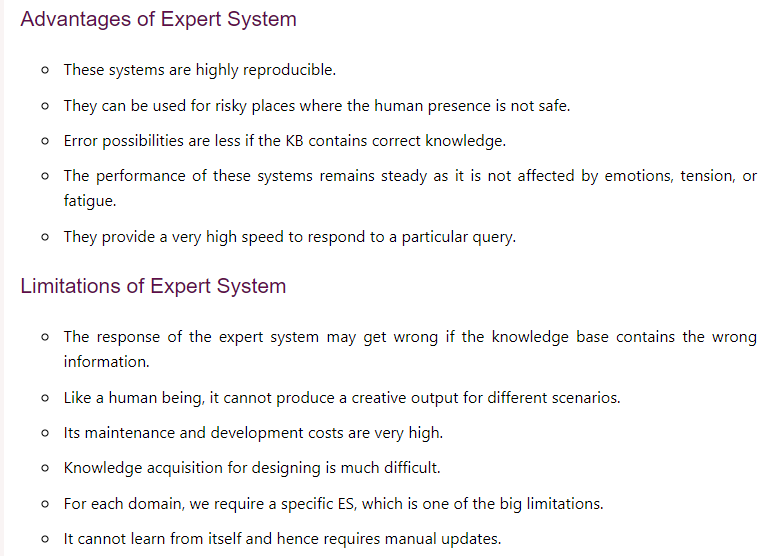 Advantages of Expert System
These systems are highly reproducible.
They can be used for risky places where the human presence is not safe.
Error possibilities are less if the KB contains correct knowledge.
The performance of these systems remains steady as it is not affected by emotions, tension, or
fatigue.
They provide a very high speed to respond to a particular query.
Limitations of Expert System
The response of the expert system may get wrong if the knowledge base contains the wrong
information.
Like a human being, it cannot produce a creative output for different scenarios.
Its maintenance and development costs are very high.
Knowledge acquisition for designing is much difficult.
For each domain, we require a specific ES, which is one of the big limitations.
It cannot learn from itself and hence requires manual updates.